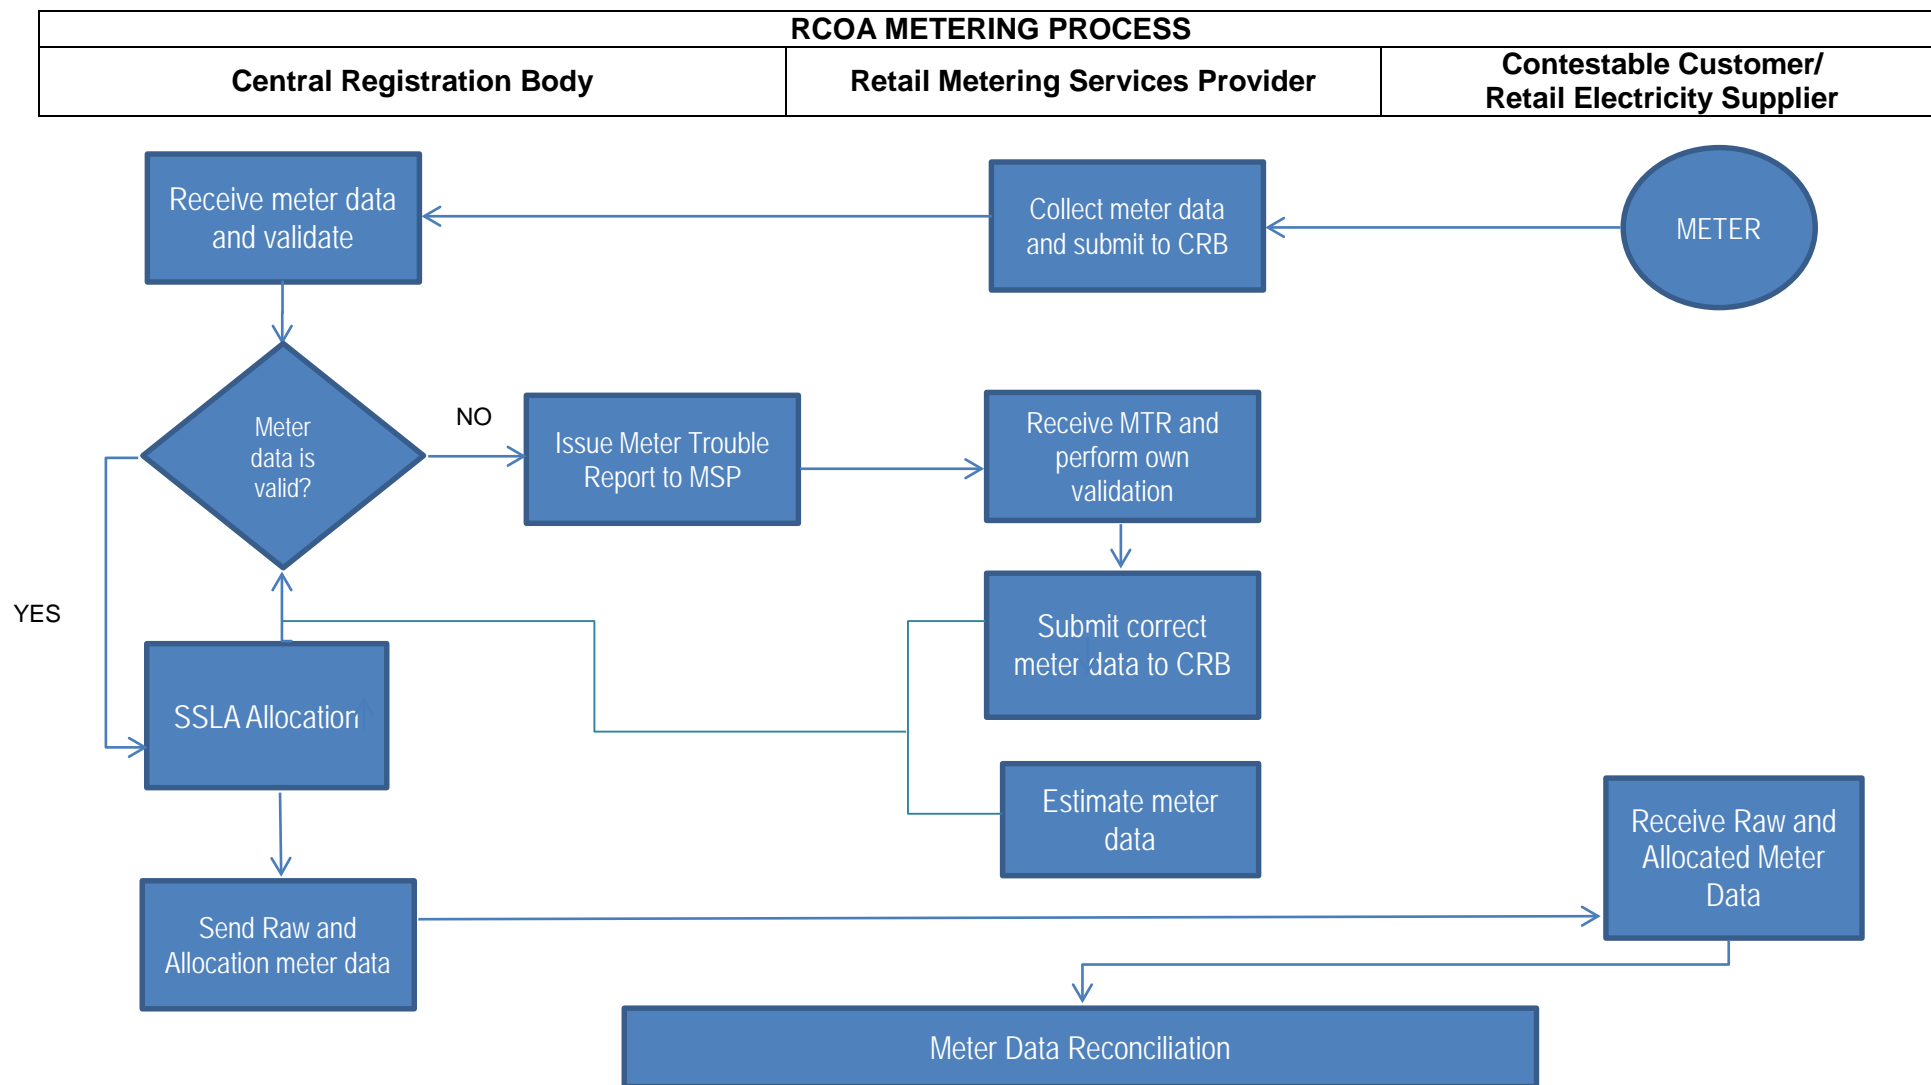 RCOA METERING PROCESS
Central Registration Body
Retail Metering Services Provider
Contestable Customer/
Retail Electricity Supplier
Receive meter data
and validate
Collect meter data
and submit to CRB
METER
Meter
data is
valid?
NO
Issue Meter Trouble
Report to MSP
Receive MTR and
perform own
validation
YES
SSLA Allocation
Submit correct
meter data to CRB
Estimate meter
data
Receive Raw and
Allocated Meter
Data
Send Raw and
Allocation meter data
Meter Data Reconciliation